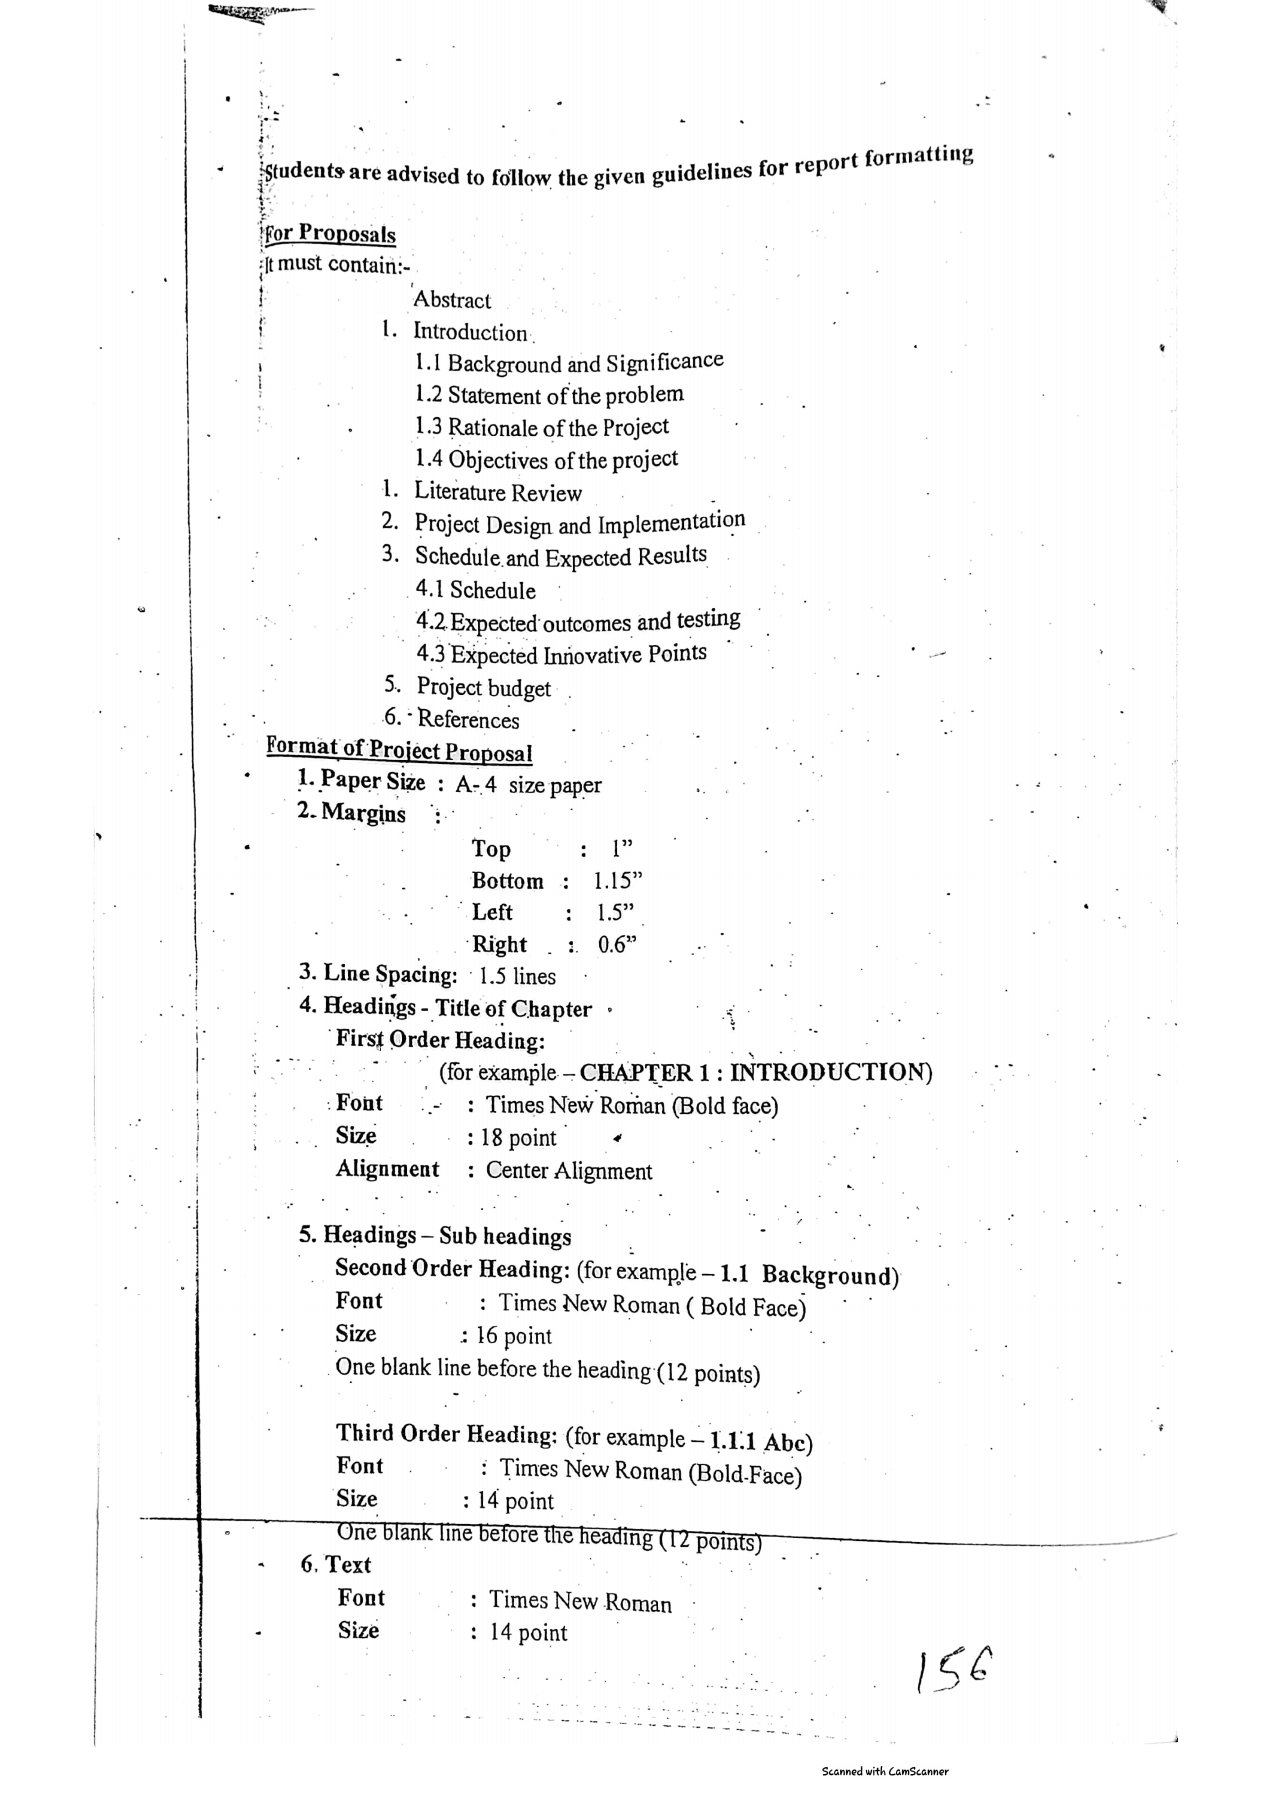 Students are advised to follow the given guidelines for report formatting
For Proposals
It must contain:-
Abstract
1. Introduction
1.1 Background and Significance
1.2 Statement of the problem
1.3 Rationale of the Project
1.4 Objectives of the project
1. Literature Review
2. Project Design and Implementation
3. Schedule and Expected Results
4.1 Schedule
4.2 Expected outcomes and testing
4.3 Expected Innovative Points
5. Project budget
6. References
Format of Project Proposal
1. Paper Size : A- 4 size paper
2. Margins :
Top : 1”
Bottom : 1.15”
Left : 1.5”
Right : 0.6”
3. Line Spacing: 1.5 lines
4. Headings - Title of Chapter
First Order Heading:
(for example – CHAPTER 1 : INTRODUCTION)
Font : Times New Roman (Bold face)
Size : 18 point
Alignment : Center Alignment
5. Headings – Sub headings
Second Order Heading: (for example – 1.1 Background)
Font : Times New Roman ( Bold Face)
Size : 16 point
One blank line before the heading (12 points)
Third Order Heading: (for example – 1.1.1 Abc)
Font : Times New Roman (Bold-Face)
Size : 14 point
One blank line before the heading (12 points)
6. Text
Font : Times New Roman
Size : 14 point
156
Scanned with CamScanner